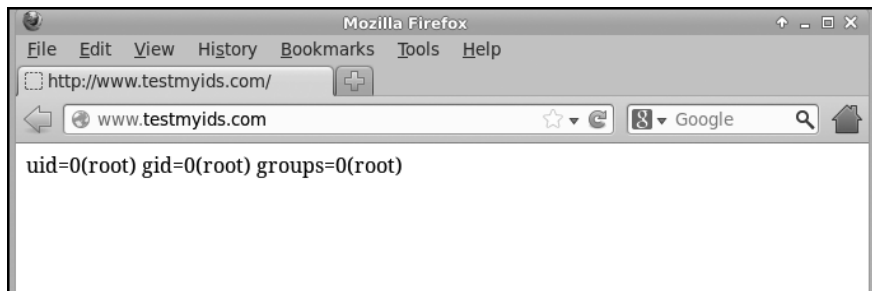 Mozilla Firefox
File Edit View History Bookmarks Tools Help
http://www.testmyids.com/
www.testmyids.com
8 Google
uid=0(root) gid=0(root) groups=0(root)